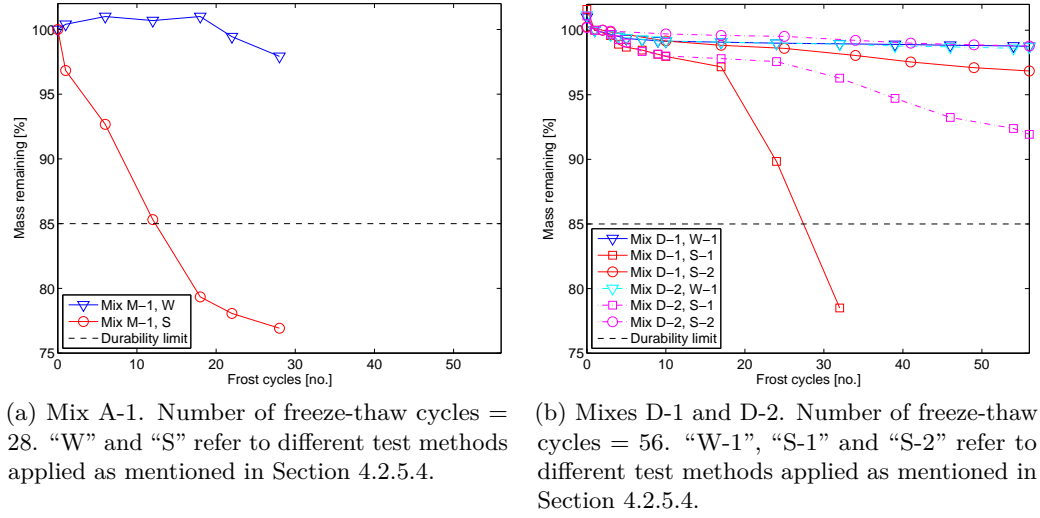 100
95
90
85
80
75
Mass remaining [%]
Mix M−1, W
Mix M−1, S
Durability limit
0
10
20
30
40
50
Frost cycles [no.]
(a) Mix A-1. Number of freeze-thaw cycles =
28. “W” and “S” refer to different test methods
applied as mentioned in Section 4.2.5.4.
100
95
90
85
80
75
Mass remaining [%]
Mix D−1, W−1
Mix D−1, S−1
Mix D−1, S−2
Mix D−2, W−1
Mix D−2, S−1
Mix D−2, S−2
Durability limit
0
10
20
30
40
50
Frost cycles [no.]
(b) Mixes D-1 and D-2. Number of freeze-thaw
cycles = 56. “W-1”, “S-1” and “S-2” refer to
different test methods applied as mentioned in
Section 4.2.5.4.